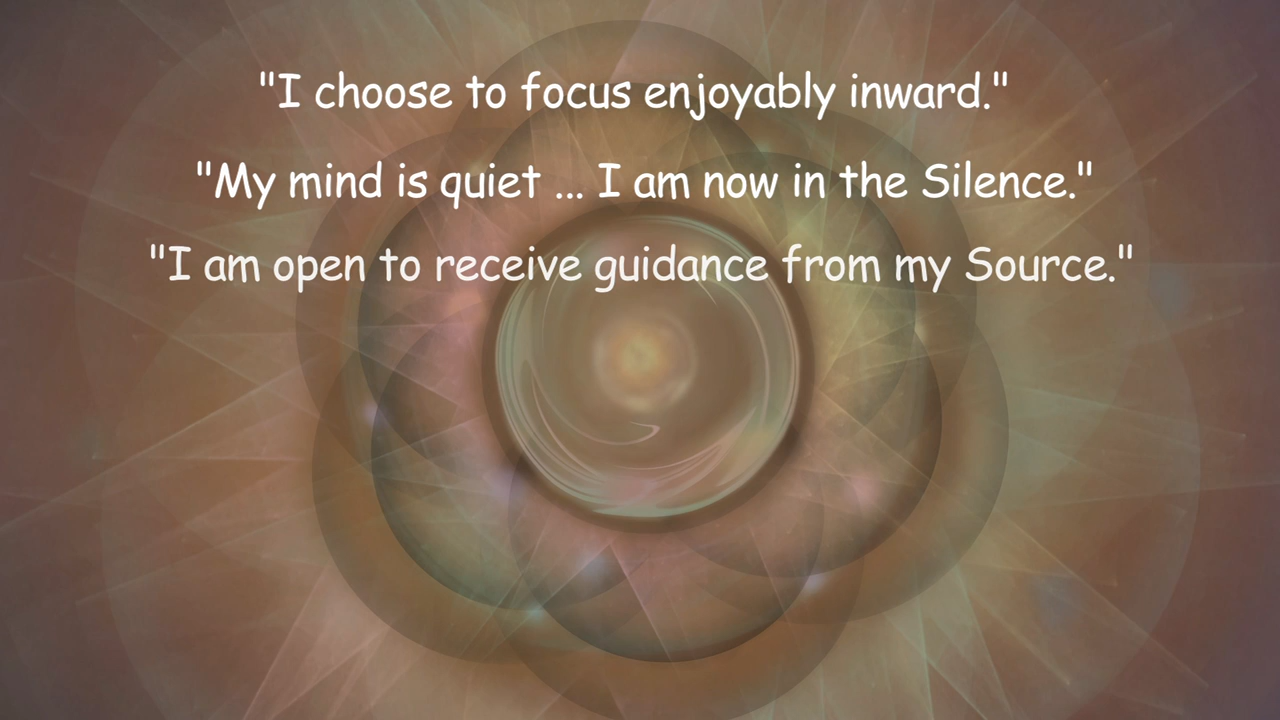 "I choose to focus enjoyably inward."
"My mind is quiet ... I am now in the Silence."
"I am open to receive guidance from my Source."